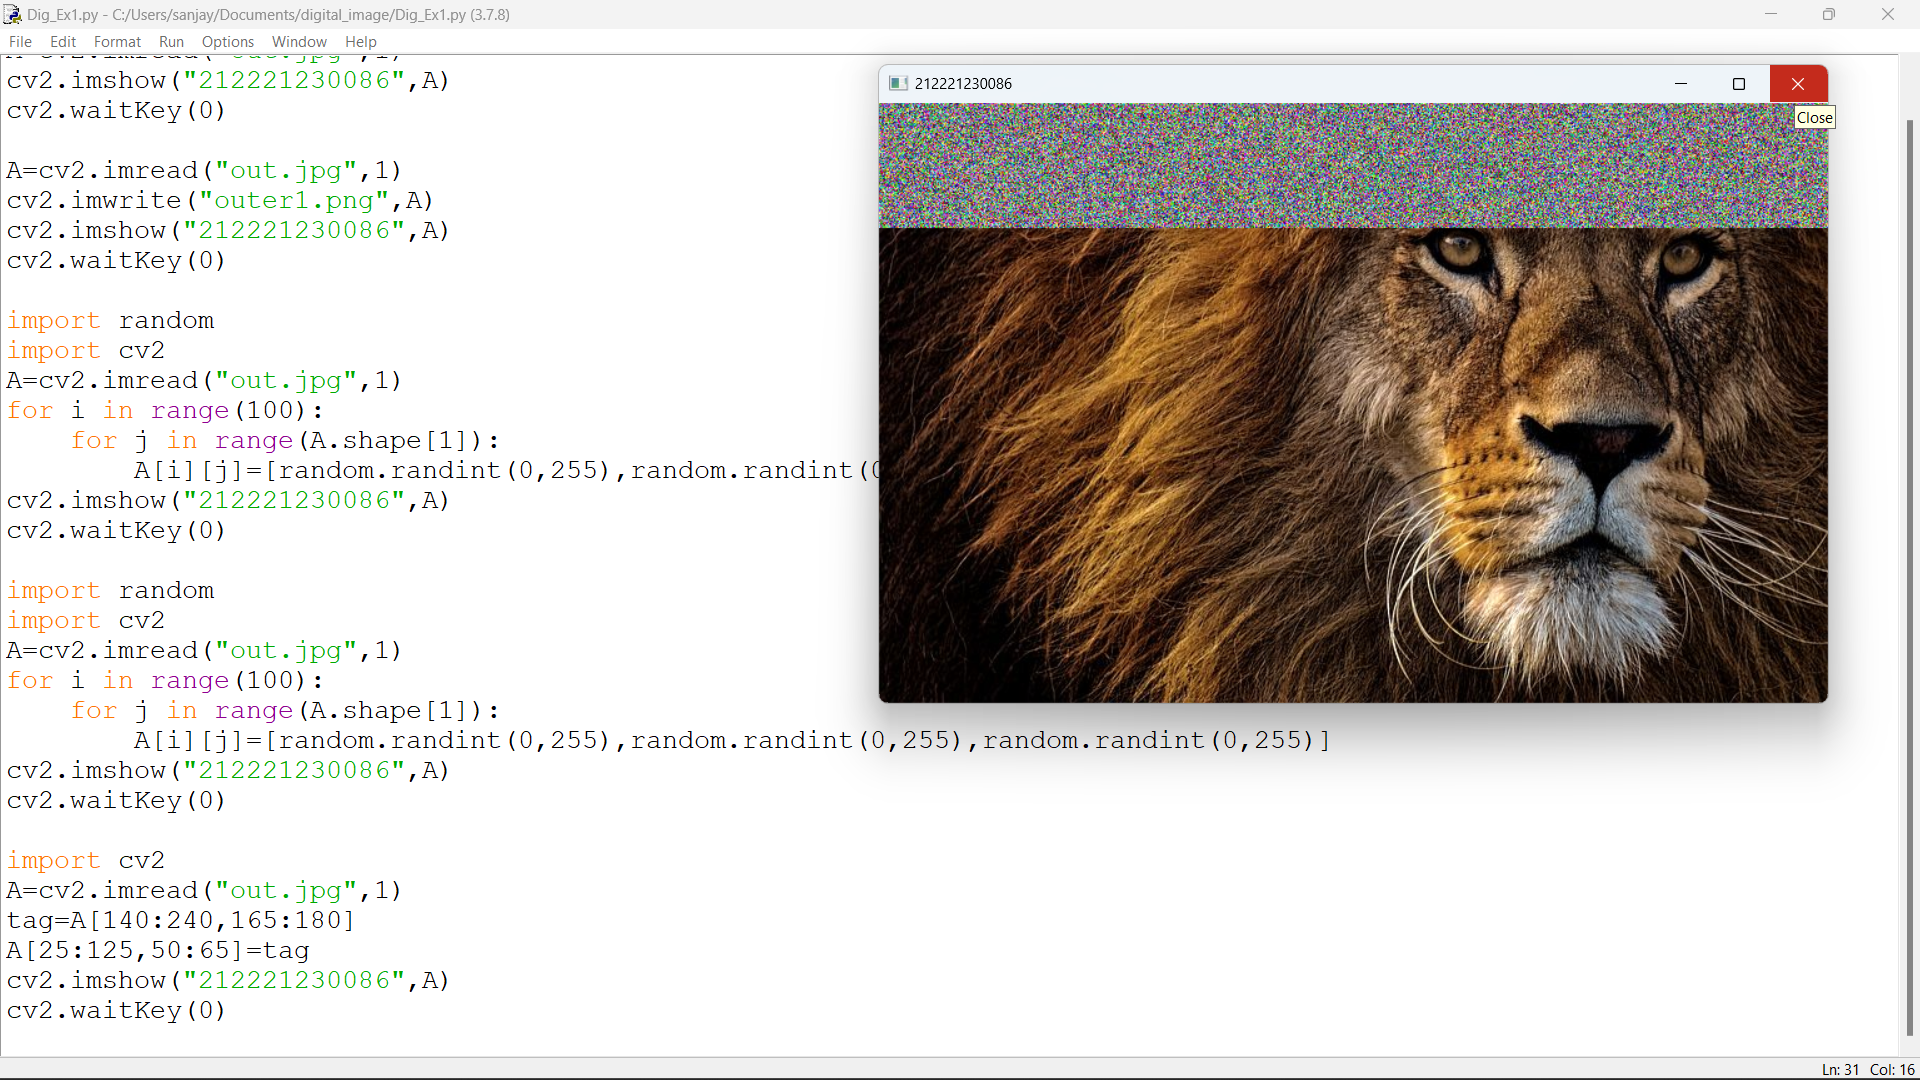 Dig_Ex1.py - C:/Users/sanjay/Documents/digital_image/Dig_Ex1.py (3.7.8)
File Edit Format Run Options Window Help
cv2.imshow("212221230086",A)
cv2.waitKey(0)
A=cv2.imread("out.jpg",1)
cv2.imwrite("outer1.png",A)
cv2.imshow("212221230086",A)
cv2.waitKey(0)
import random
import cv2
A=cv2.imread("out.jpg",1)
for i in range(100):
    for j in range(A.shape[1]):
        A[i][j]=[random.randint(0,255),random.randint(0
cv2.imshow("212221230086",A)
cv2.waitKey(0)
import random
import cv2
A=cv2.imread("out.jpg",1)
for i in range(100):
    for j in range(A.shape[1]):
        A[i][j]=[random.randint(0,255),random.randint(0,255),random.randint(0,255)]
cv2.imshow("212221230086",A)
cv2.waitKey(0)
import cv2
A=cv2.imread("out.jpg",1)
tag=A[140:240,165:180]
A[25:125,50:65]=tag
cv2.imshow("212221230086",A)
cv2.waitKey(0)
212221230086
Close
Ln: 31 Col: 16